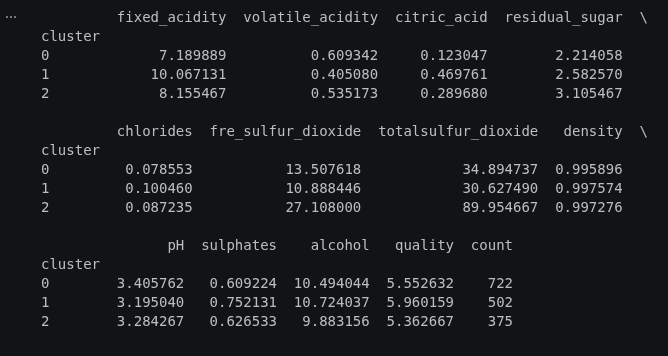 ... fixed_acidity volatile_acidity citric_acid residual_sugar \
cluster
0 7.189889 0.609342 0.123047 2.214058
1 10.067131 0.405080 0.469761 2.582570
2 8.155467 0.535173 0.289680 3.105467
chlorides fre_sulfur_dioxide totalsulfur_dioxide density \
cluster
0 0.078553 13.507618 34.894737 0.995896
1 0.100460 10.888446 30.627490 0.997574
2 0.087235 27.108000 89.954667 0.997276
pH sulphates alcohol quality count
cluster
0 3.405762 0.609224 10.494044 5.552632 722
1 3.195040 0.752131 10.724037 5.960159 502
2 3.284267 0.626533 9.883156 5.362667 375